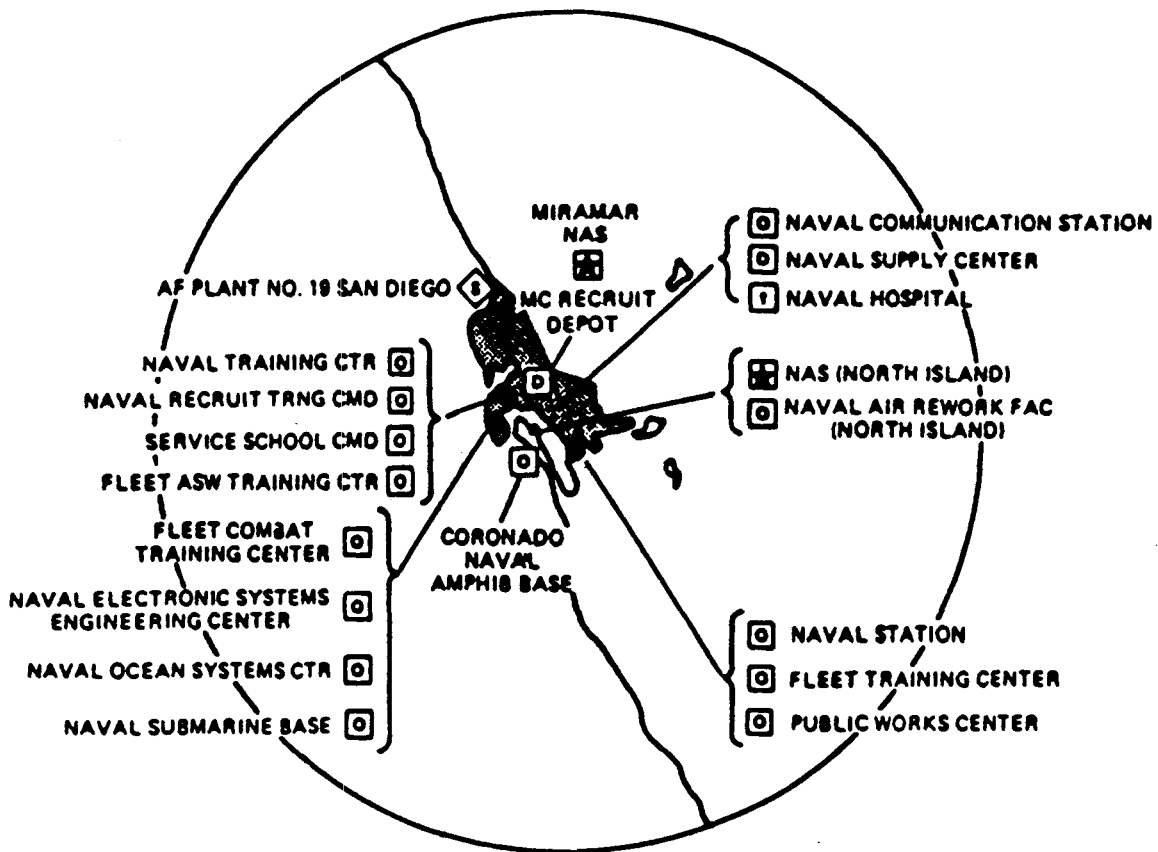 MIRAMAR
NAS
AF PLANT NO. 19 SAN DIEGO
S
MC RECRUIT
DEPOT
D
O NAVAL COMMUNICATION STATION
D NAVAL SUPPLY CENTER
NAVAL HOSPITAL
NAVAL TRAINING CTR O
NAVAL RECRUIT TRNG CMD O
SERVICE SCHOOL CMD O
FLEET ASW TRAINING CTR O
NAS (NORTH ISLAND)
O NAVAL AIR REWORK FAC
(NORTH ISLAND)
O
CORONADO
NAVAL
AMPHIB BASE
FLEET COMBAT
TRAINING CENTER O
NAVAL ELECTRONIC SYSTEMS
ENGINEERING CENTER O
NAVAL OCEAN SYSTEMS CTR O
NAVAL SUBMARINE BASE O
O NAVAL STATION
O FLEET TRAINING CENTER
O PUBLIC WORKS CENTER